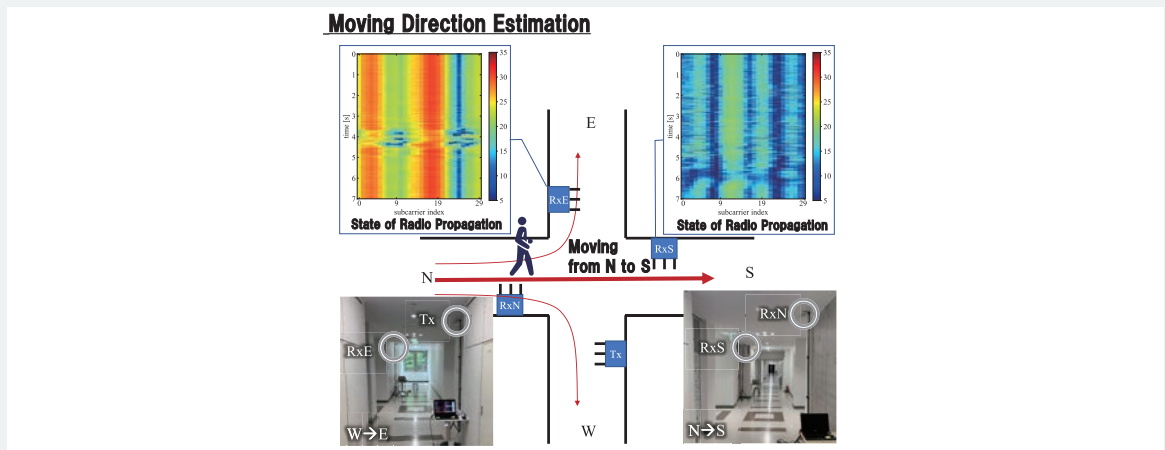 Moving Direction Estimation
0
1
2
3
4
5
6
7
time [s]
0 9 19 29
subcarrier index
35
30
25
20
15
10
5
State of Radio Propagation
0
1
2
3
4
5
6
7
time [s]
0 9 19 29
subcarrier index
35
30
25
20
15
10
5
State of Radio Propagation
E
RxE
RxS
Moving
from N to S
N
S
RxN
Tx
W
Tx
RxE
W→E
RxN
RxS
N→S